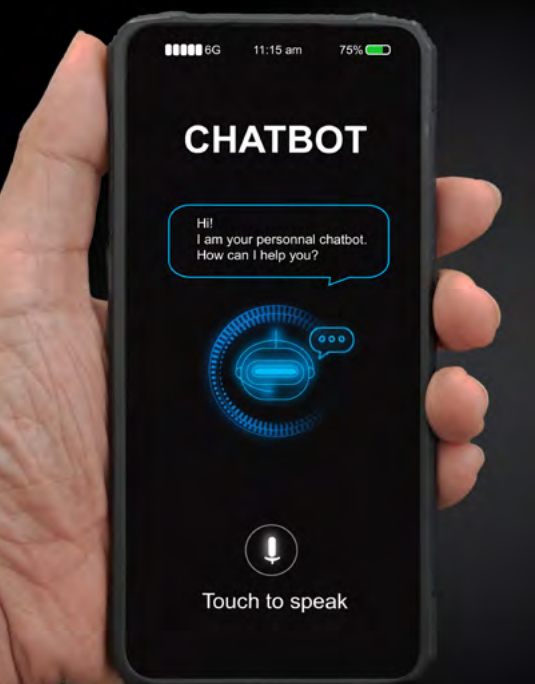 6G 11:15 am 75%
CHATBOT
Hi!
I am your personnal chatbot.
How can I help you?
Touch to speak